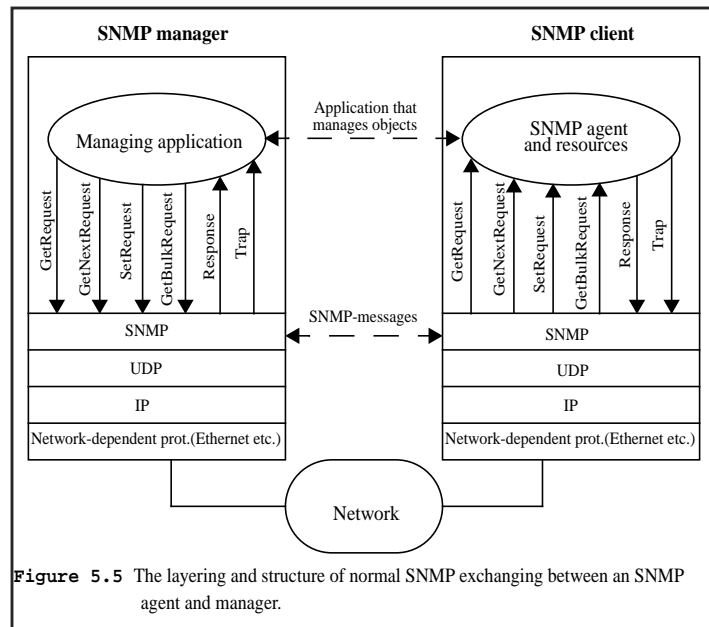 SNMP manager
SNMP client
Application that
manages objects
Managing application
SNMP agent
and resources
GetRequest
GetNextRequest
SetRequest
GetBulkRequest
Response
Trap
GetRequest
GetNextRequest
SetRequest
GetBulkRequest
Response
Trap
SNMP-messages
SNMP
UDP
IP
Network-dependent prot.(Ethernet etc.)
SNMP
UDP
IP
Network-dependent prot.(Ethernet etc.)
Network
Figure 5.5 The layering and structure of normal SNMP exchanging between an SNMP
agent and manager.